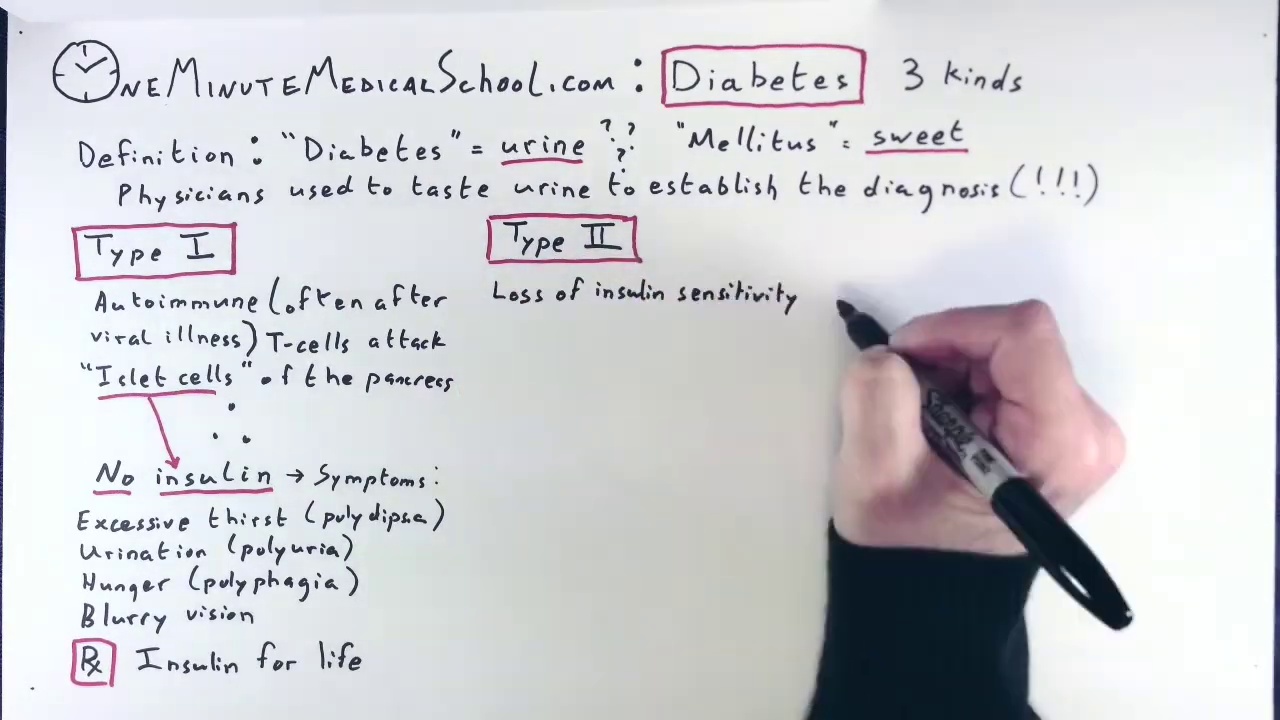 OneMinuteMedicalSchool.com: Diabetes 3 kinds
Definition: "Diabetes" = urine ??? "Mellitus" = sweet
Physicians used to taste urine to establish the diagnosis (!!!)
Type I
Autoimmune (often after
viral illness) T-cells attack
"Islet cells" of the pancreas
∴
No insulin → Symptoms:
Excessive thirst (polydipsia)
Urination (polyuria)
Hunger (polyphagia)
Blurry vision
Rx Insulin for life
Type II
Loss of insulin sensitivity